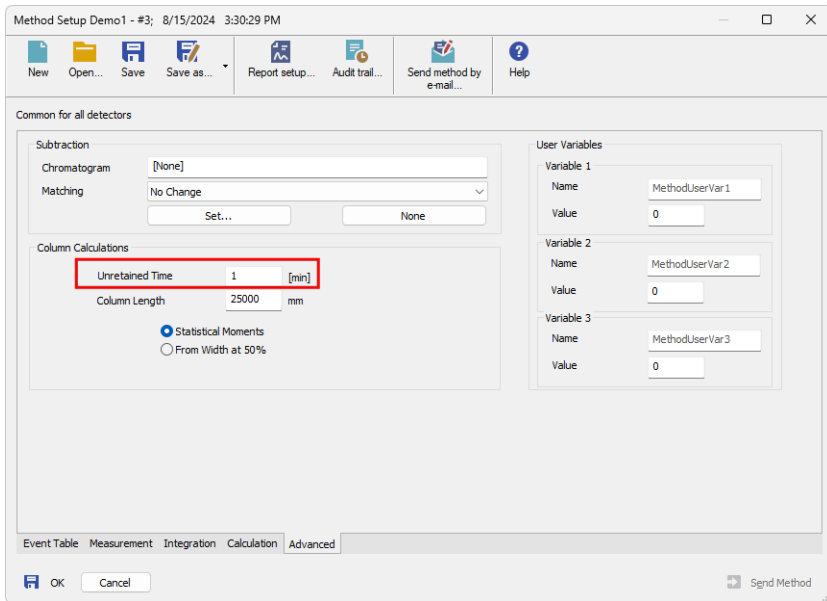 Method Setup Demo1 - #3; 8/15/2024 3:30:29 PM
New Open... Save Save as... Report setup... Audit trail... Send method by e-mail... Help
Common for all detectors
Subtraction
Chromatogram [None]
Matching No Change
Set... None
Column Calculations
Unretained Time 1 [min]
Column Length 25000 mm
Statistical Moments
From Width at 50%
User Variables
Variable 1
Name MethodUserVar1
Value 0
Variable 2
Name MethodUserVar2
Value 0
Variable 3
Name MethodUserVar3
Value 0
Event Table Measurement Integration Calculation Advanced
OK Cancel Send Method